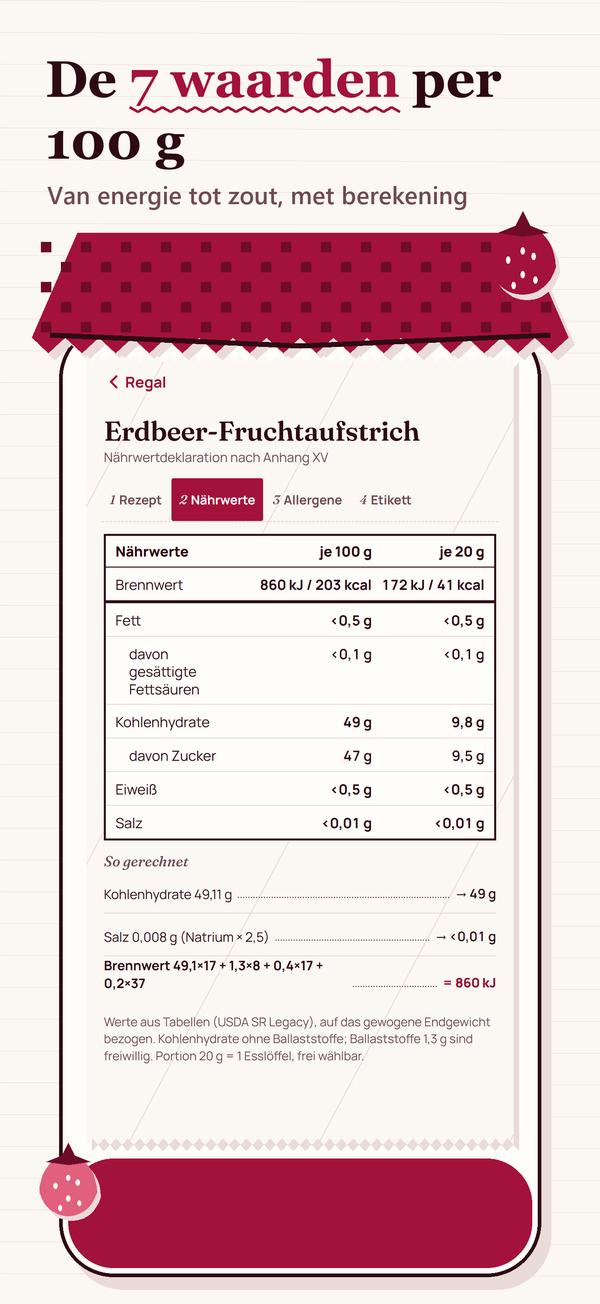 De 7 waarden per
100 g
Van energie tot zout, met berekening
Regal
Erdbeer-Fruchtaufstrich
Nährwertdeklaration nach Anhang XV
1 Rezept 2 Nährwerte 3 Allergene 4 Etikett
Nährwerte je 100 g je 20 g
Brennwert 860 kJ / 203 kcal 172 kJ / 41 kcal
Fett <0,5 g <0,5 g
davon <0,1 g <0,1 g
gesättigte
Fettsäuren
Kohlenhydrate 49 g 9,8 g
davon Zucker 47 g 9,5 g
Eiweiß <0,5 g <0,5 g
Salz <0,01 g <0,01 g
So gerechnet
Kohlenhydrate 49,11 g → 49 g
Salz 0,008 g (Natrium × 2,5) → <0,01 g
Brennwert 49,1×17 + 1,3×8 + 0,4×17 +
0,2×37 = 860 kJ
Werte aus Tabellen (USDA SR Legacy), auf das gewogene Endgewicht
bezogen. Kohlenhydrate ohne Ballaststoffe; Ballaststoffe 1,3 g sind
freiwillig. Portion 20 g = 1 Esslöffel, frei wählbar.